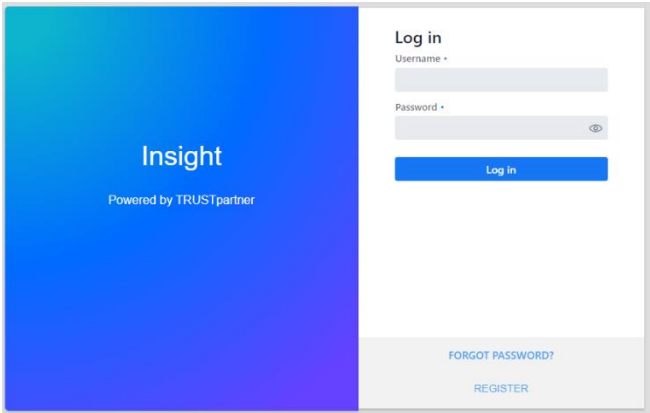 Insight
Powered by TRUSTpartner
Log in
Username •
Password •
Log in
FORGOT PASSWORD?
REGISTER